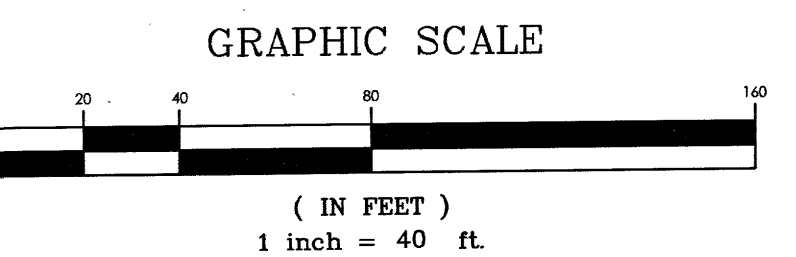 GRAPHIC SCALE
20 40 80 160
( IN FEET )
1 inch = 40 ft.